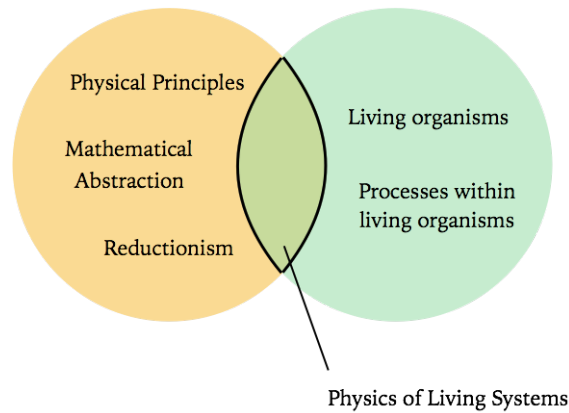 Physical Principles
Mathematical
Abstraction
Reductionism
Living organisms
Processes within
living organisms
Physics of Living Systems